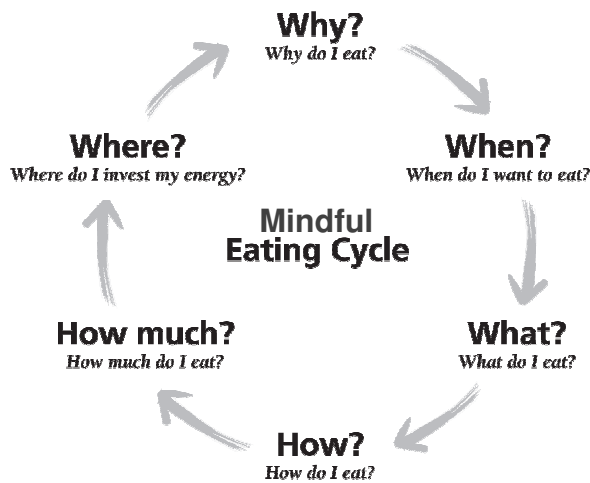 Why?
Why do I eat?
When?
When do I want to eat?
What?
What do I eat?
How?
How do I eat?
How much?
How much do I eat?
Where?
Where do I invest my energy?
Mindful
Eating Cycle